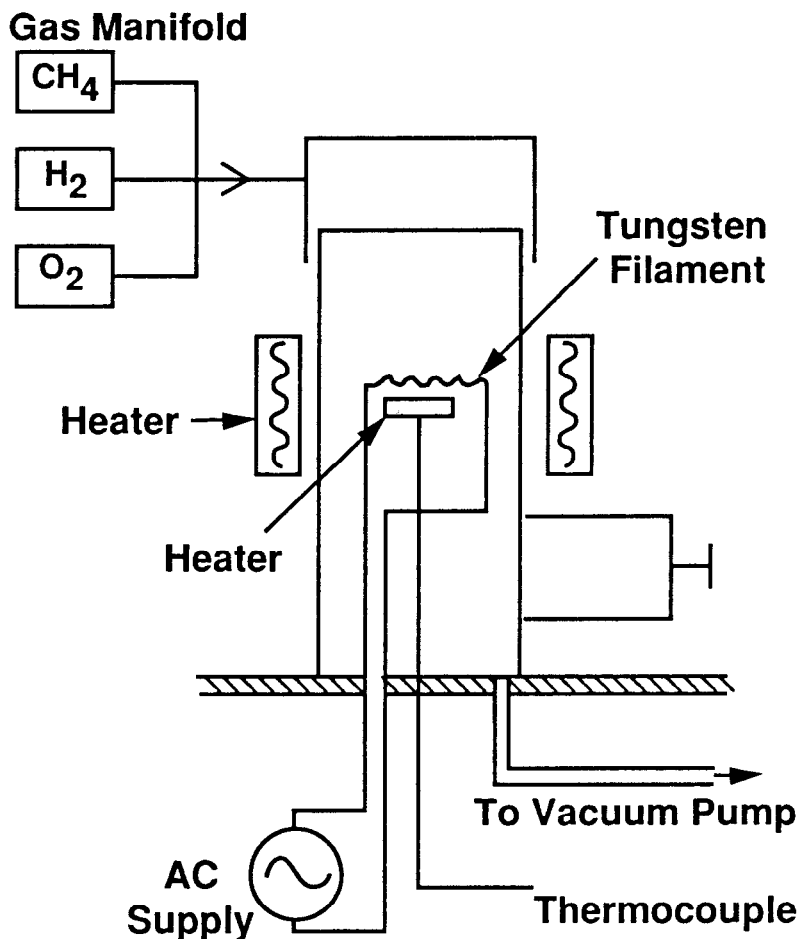 Gas Manifold
CH4
H2
O2
Tungsten
Filament
Heater
Heater
To Vacuum Pump
AC
Supply
Thermocouple